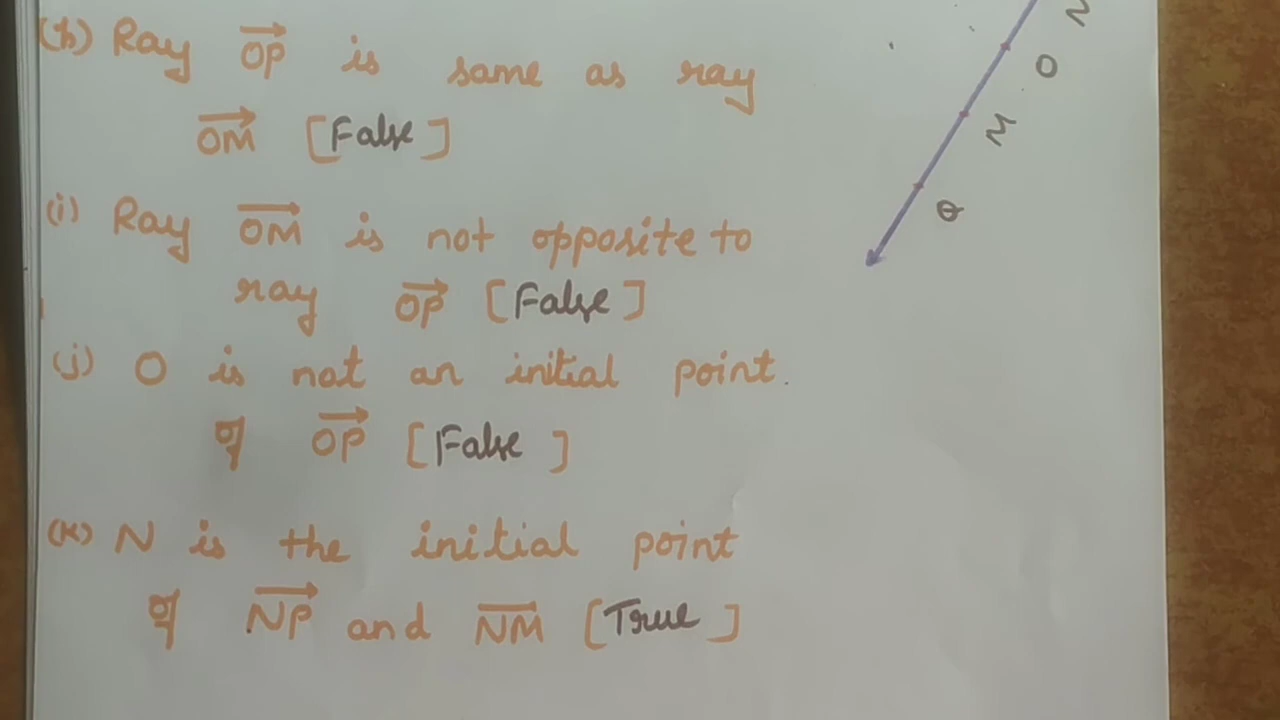 (h) Ray OP is same as ray
OM [False]
(i) Ray OM is not opposite to
ray OP [False]
(j) O is not an initial point.
of OP [False]
(k) N is the initial point
of NP and NM [True]
N
O
M
Q